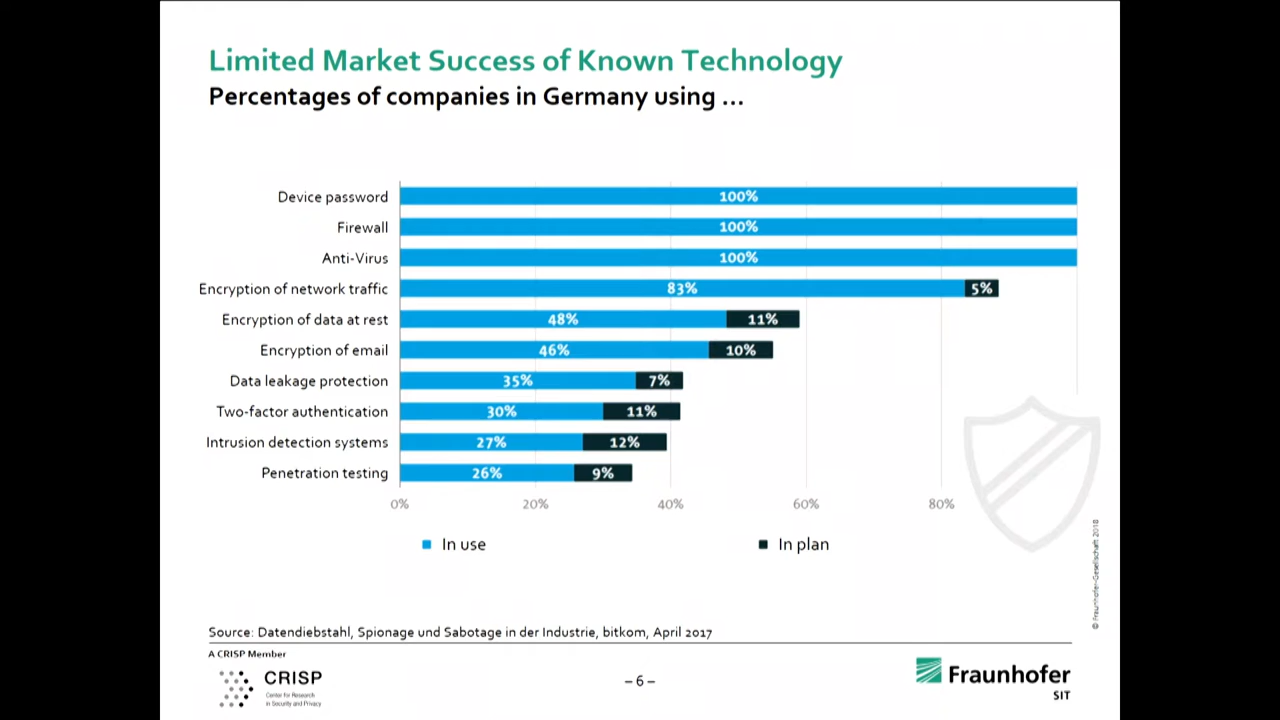 Limited Market Success of Known Technology
Percentages of companies in Germany using ...
Device password 100%
Firewall 100%
Anti-Virus 100%
Encryption of network traffic 83% 5%
Encryption of data at rest 48% 11%
Encryption of email 46% 10%
Data leakage protection 35% 7%
Two-factor authentication 30% 11%
Intrusion detection systems 27% 12%
Penetration testing 26% 9%
0% 20% 40% 60% 80%
In use In plan
© Fraunhofer-Gesellschaft 2018
Source: Datendiebstahl, Spionage und Sabotage in der Industrie, bitkom, April 2017
A CRISP Member
CRISP
Center for Research
in Security and Privacy
– 6 –
Fraunhofer
SIT